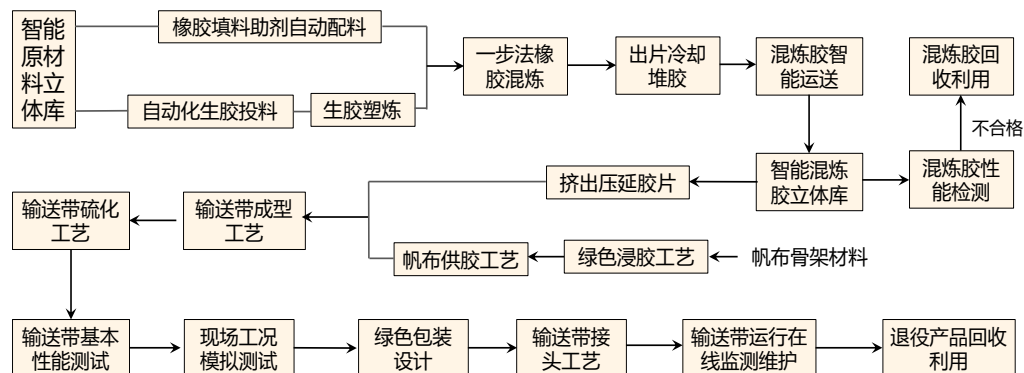 智能
原材
料立
体库
橡胶填料助剂自动配料
自动化生胶投料
生胶塑炼
一步法橡
胶混炼
出片冷却
堆胶
混炼胶智
能运送
混炼胶回
收利用
不合格
智能混炼
胶立体库
混炼胶性
能检测
挤出压延胶片
输送带硫化
工艺
输送带成型
工艺
帆布供胶工艺
绿色浸胶工艺
帆布骨架材料
输送带基本
性能测试
现场工况
模拟测试
绿色包装
设计
输送带接
头工艺
输送带运行在
线监测维护
退役产品回收
利用